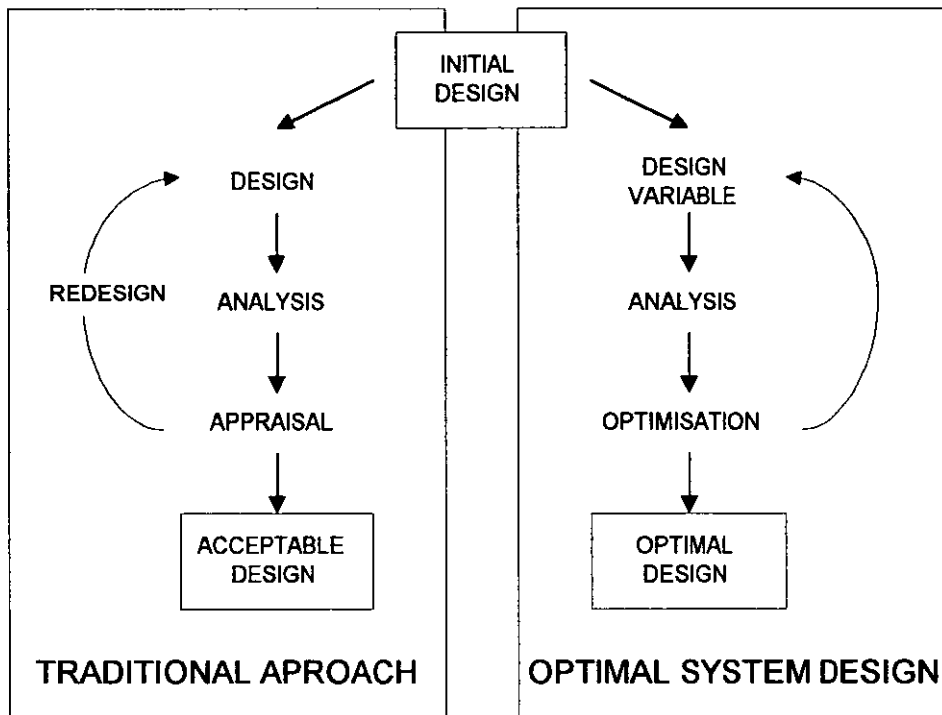 INITIAL
DESIGN
DESIGN
REDESIGN
ANALYSIS
APPRAISAL
ACCEPTABLE
DESIGN
TRADITIONAL APROACH
DESIGN
VARIABLE
ANALYSIS
OPTIMISATION
OPTIMAL
DESIGN
OPTIMAL SYSTEM DESIGN